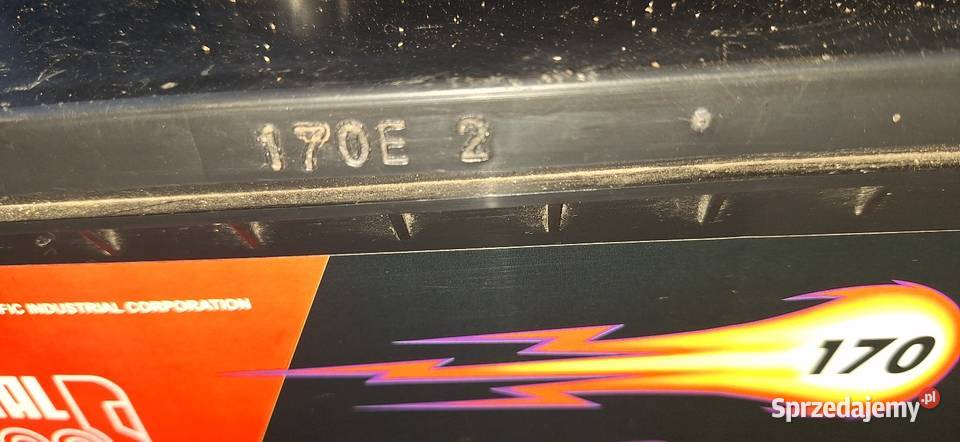 170E 2
FIC INDUSTRIAL CORPORATION
170
Sprzedajemy.pl